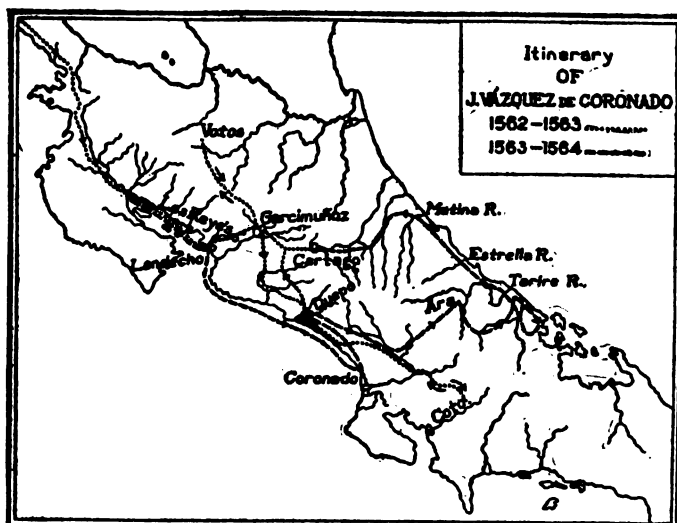 Itinerary
OF
J. VÁZQUEZ DE CORONADO
1562-1563
1563-1564
Votos
Garcimuñoz
Landecho
Cartago
Matina R.
Estrella R.
Tarire R.
Quepo
Ara
Coronado
Coto